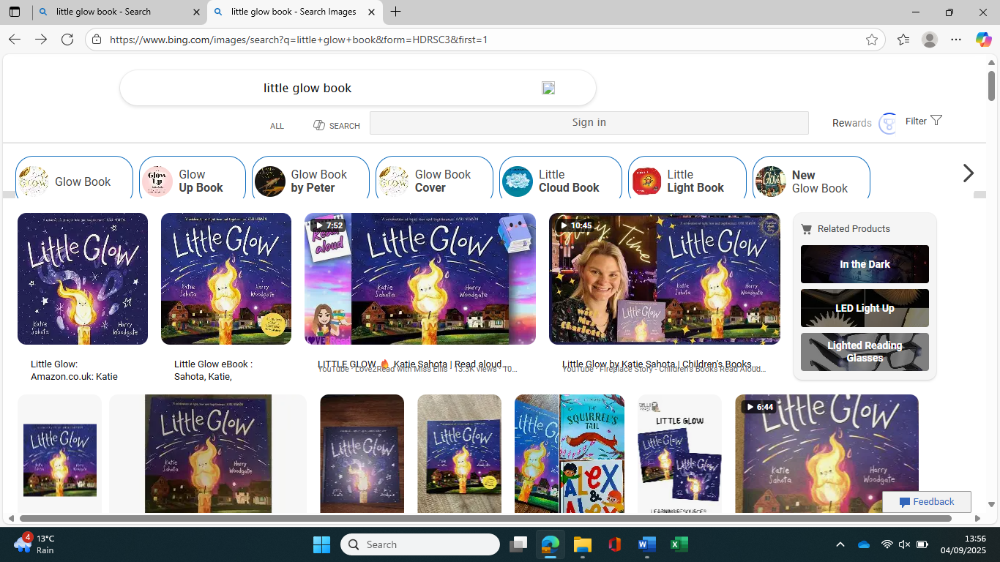 little glow book - Search
little glow book - Search Images
https://www.bing.com/images/search?q=little+glow+book&form=HDRSC3&first=1
little glow book
ALL
SEARCH
Sign in
Rewards
Filter
Glow Book
Glow
Up Book
Glow Book
by Peter
Glow Book
Cover
Little
Cloud Book
Little
Light Book
New
Glow Book
LITTLE GLOW
Katie
Sahota
Harry
Woodgate
LITTLE GLOW
Katie
Sahota
Harry
Woodgate
7:52
Read
aloud
LITTLE GLOW
Katie
Sahota
Harry
Woodgate
10:45
Story Time
LITTLE GLOW
Katie
Sahota
Harry
Woodgate
Related Products
In the Dark
LED Light Up
Lighted Reading
Glasses
Little Glow:
Amazon.co.uk: Katie
Little Glow eBook :
Sahota, Katie,
LITTLE GLOW 🔥 Katie Sahota | Read aloud…
YouTube · Love2Read with Miss Ellis · 13.3K views · 10…
Little Glow by Katie Sahota | Children's Books…
YouTube · Fireplace Story - Children's Books Read Aloud…
LITTLE GLOW
LITTLE GLOW
Katie
Sahota
Harry
Woodgate
LITTLE GLOW
LITTLE GLOW
LITTLE GLOW
THE
SQUIRREL'S
TAIL
ALEX
& ALEX
LITTLE GLOW
LITTLE GLOW
LITTLE GLOW
LEARNING RESOURCES
6:44
LITTLE GLOW
Katie
Sahota
Harry
Woodgate
Feedback
4
13°C
Rain
Search
13:56
04/09/2025